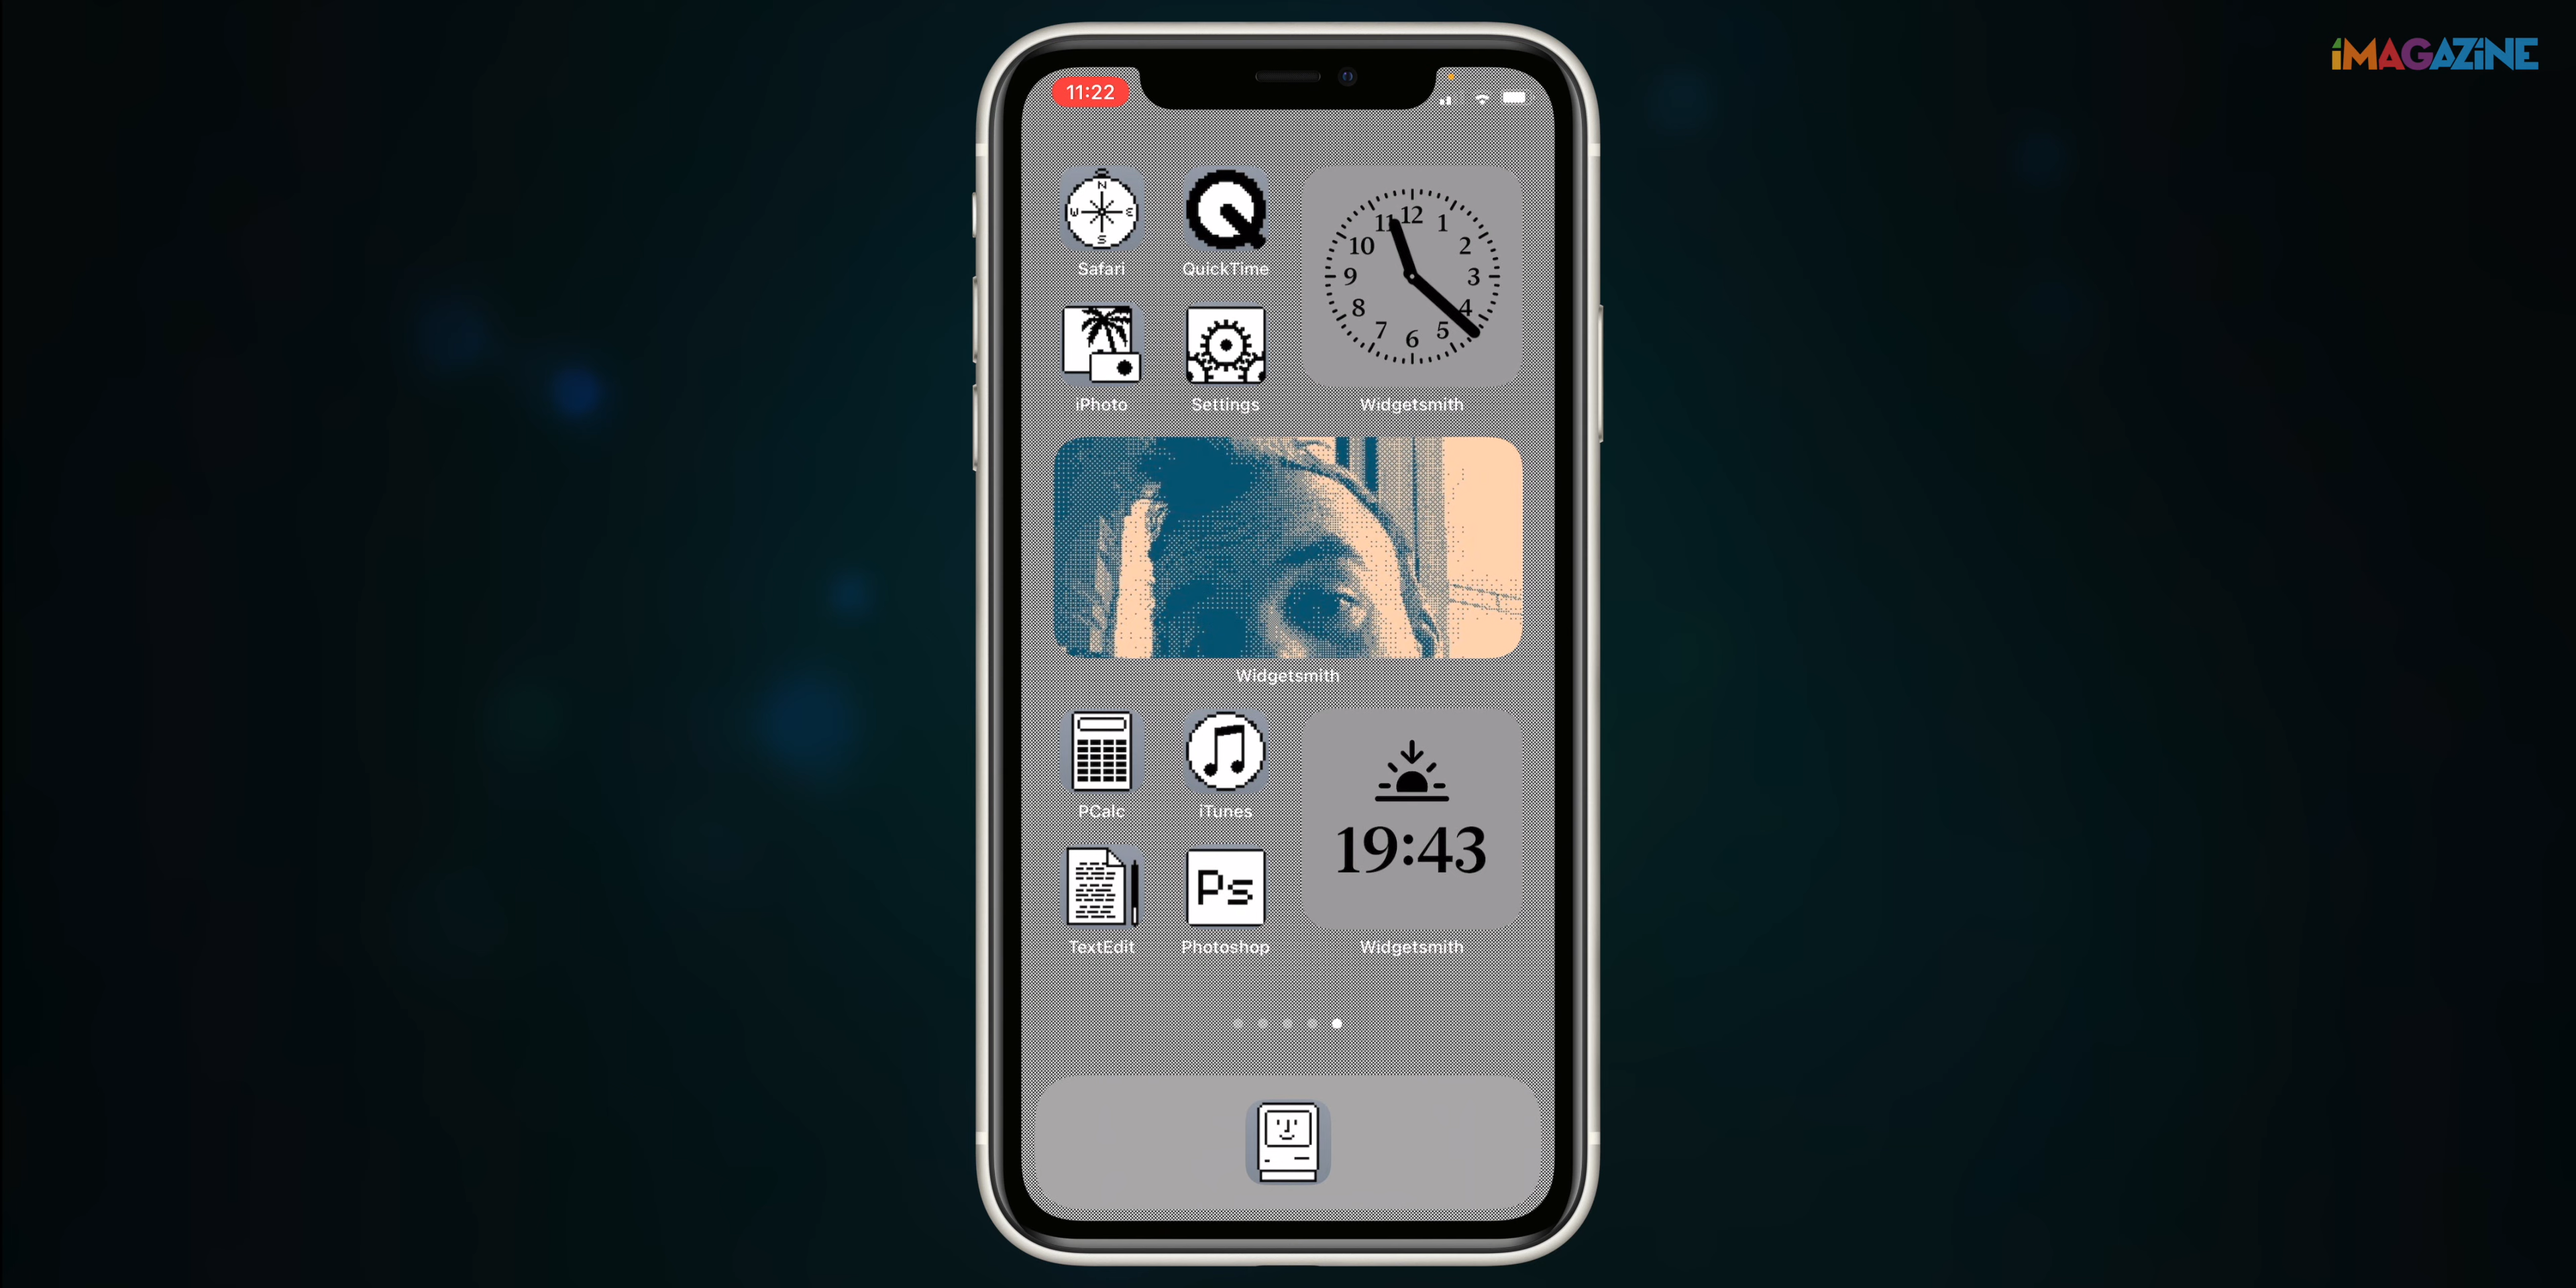 iMAGAZINE
11:22
N
W E
S
Safari
QuickTime
12
11 1
10 2
9 3
8 4
7 5
6
iPhoto
Settings
Widgetsmith
Widgetsmith
PCalc
iTunes
19:43
Ps
TextEdit
Photoshop
Widgetsmith